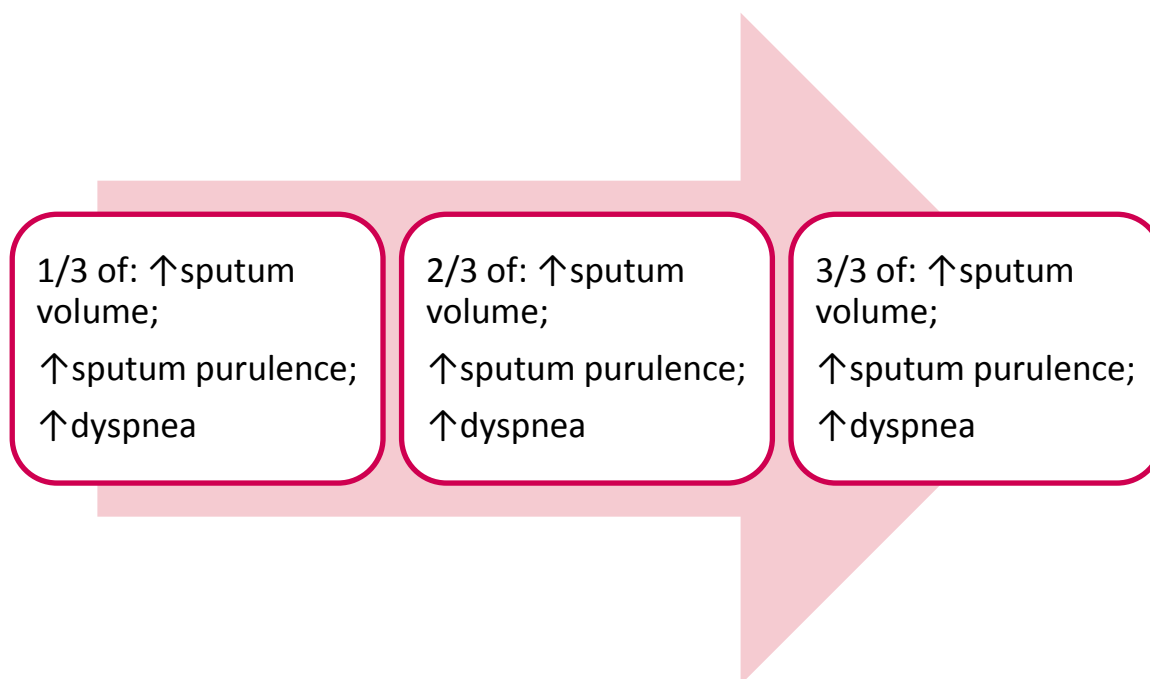 1/3 of: ↑sputum
volume;
↑sputum purulence;
↑dyspnea
2/3 of: ↑sputum
volume;
↑sputum purulence;
↑dyspnea
3/3 of: ↑sputum
volume;
↑sputum purulence;
↑dyspnea